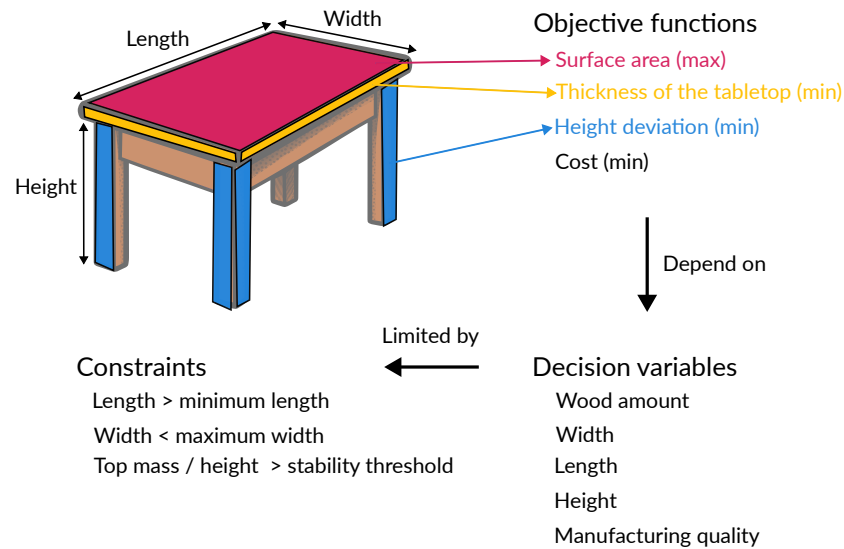 Width
Length
Height
Objective functions
Surface area (max)
Thickness of the tabletop (min)
Height deviation (min)
Cost (min)
Depend on
Limited by
Constraints
Length > minimum length
Width < maximum width
Top mass / height > stability threshold
Decision variables
Wood amount
Width
Length
Height
Manufacturing quality